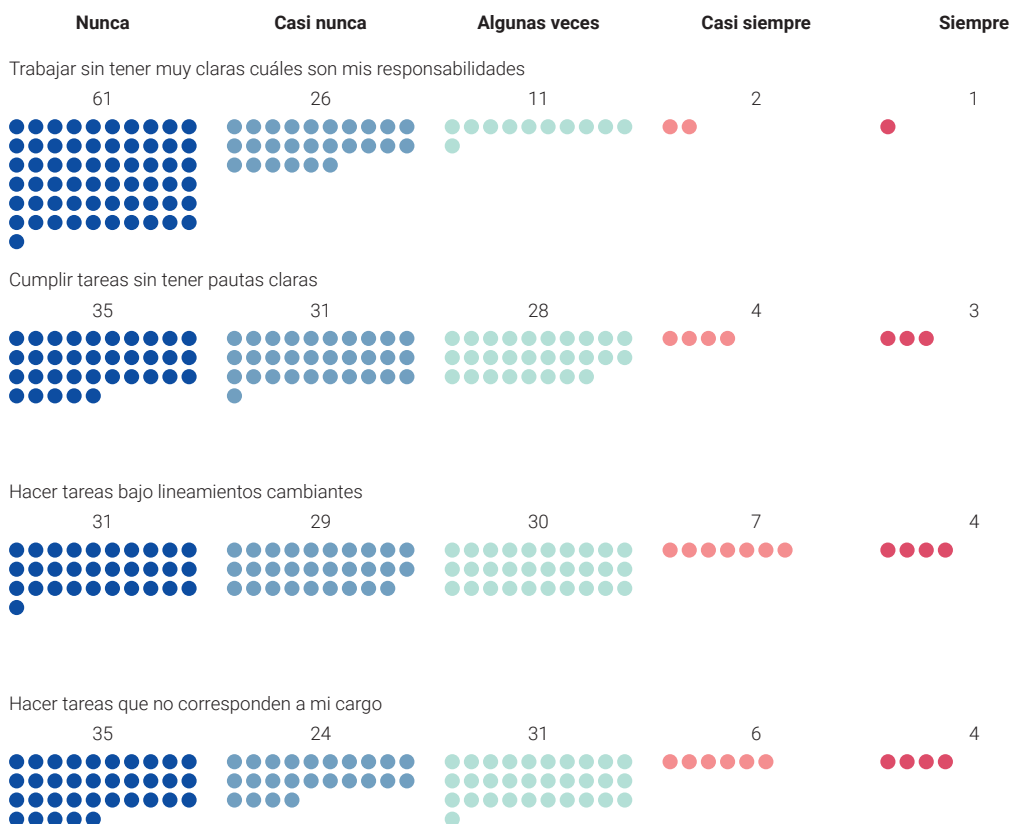 Nunca Casi nunca Algunas veces Casi siempre Siempre
Trabajar sin tener muy claras cuáles son mis responsabilidades
61 26 11 2 1
Cumplir tareas sin tener pautas claras
35 31 28 4 3
Hacer tareas bajo lineamientos cambiantes
31 29 30 7 4
Hacer tareas que no corresponden a mi cargo
35 24 31 6 4